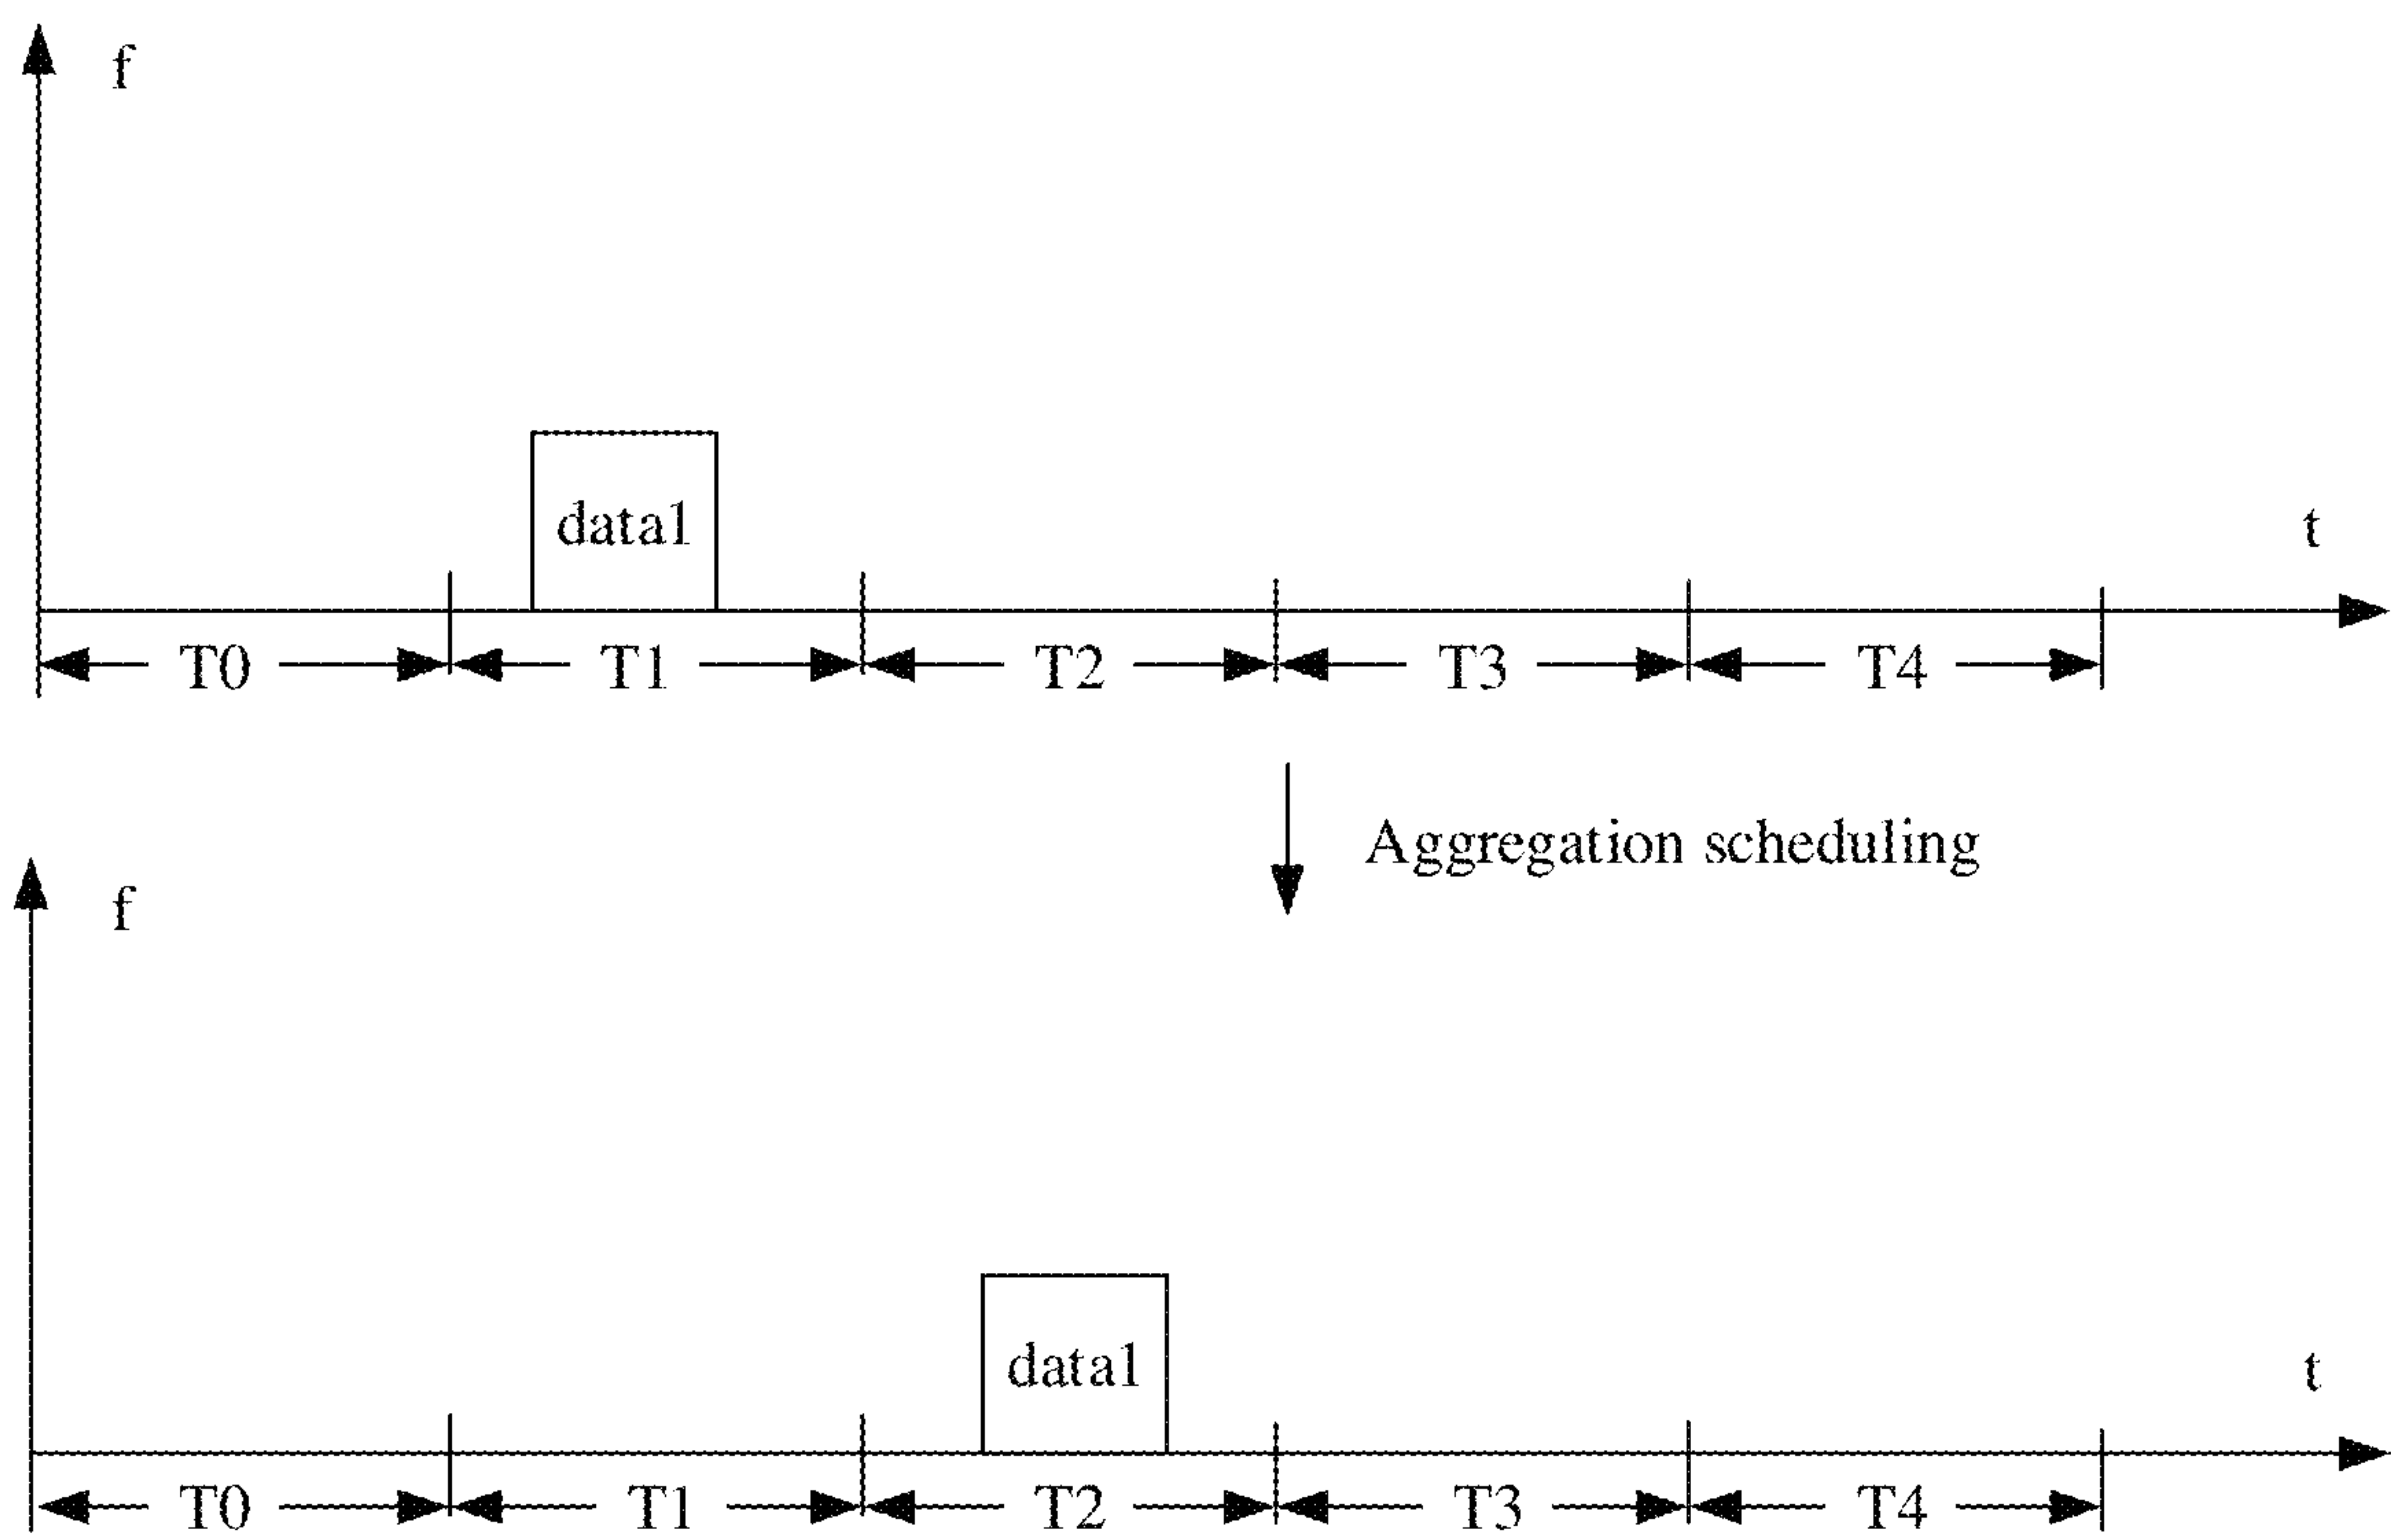 f
data1
t
T0 T1 T2 T3 T4
Aggregation scheduling
f
data1
t
T0 T1 T2 T3 T4